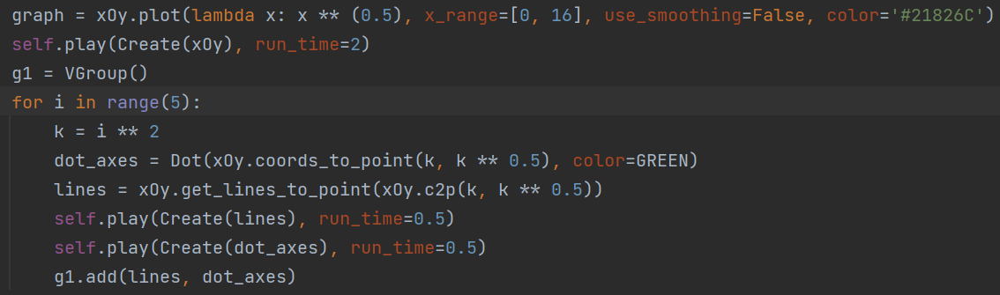 graph = xOy.plot(lambda x: x ** (0.5), x_range=[0, 16], use_smoothing=False, color='#21826C')
self.play(Create(xOy), run_time=2)
g1 = VGroup()
for i in range(5):
    k = i ** 2
    dot_axes = Dot(xOy.coords_to_point(k, k ** 0.5), color=GREEN)
    lines = xOy.get_lines_to_point(xOy.c2p(k, k ** 0.5))
    self.play(Create(lines), run_time=0.5)
    self.play(Create(dot_axes), run_time=0.5)
    g1.add(lines, dot_axes)